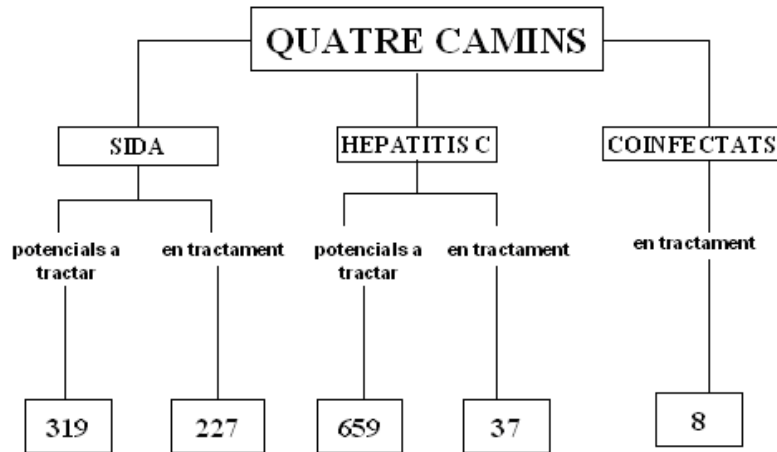 QUATRE CAMINS
SIDA
HEPATITIS C
COINFECTATS
potencials a
tractar
en tractament
potencials a
tractar
en tractament
en tractament
319
227
659
37
8